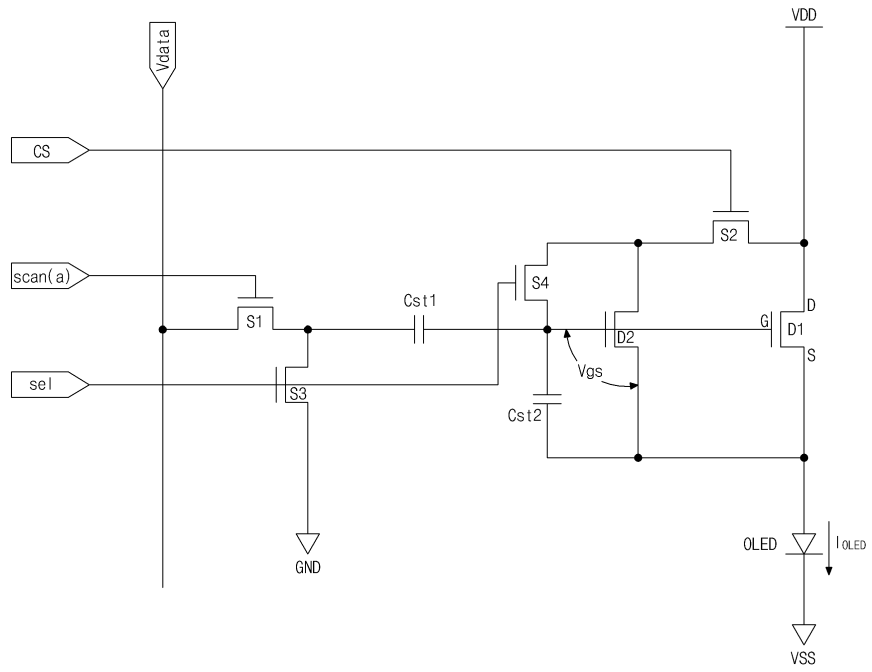 VDD
Vdata
CS
S2
scan(a)
S4
Cst1
D
G
D1
S1
D2
S
Vgs
sel
S3
Cst2
OLED
IOLED
GND
VSS